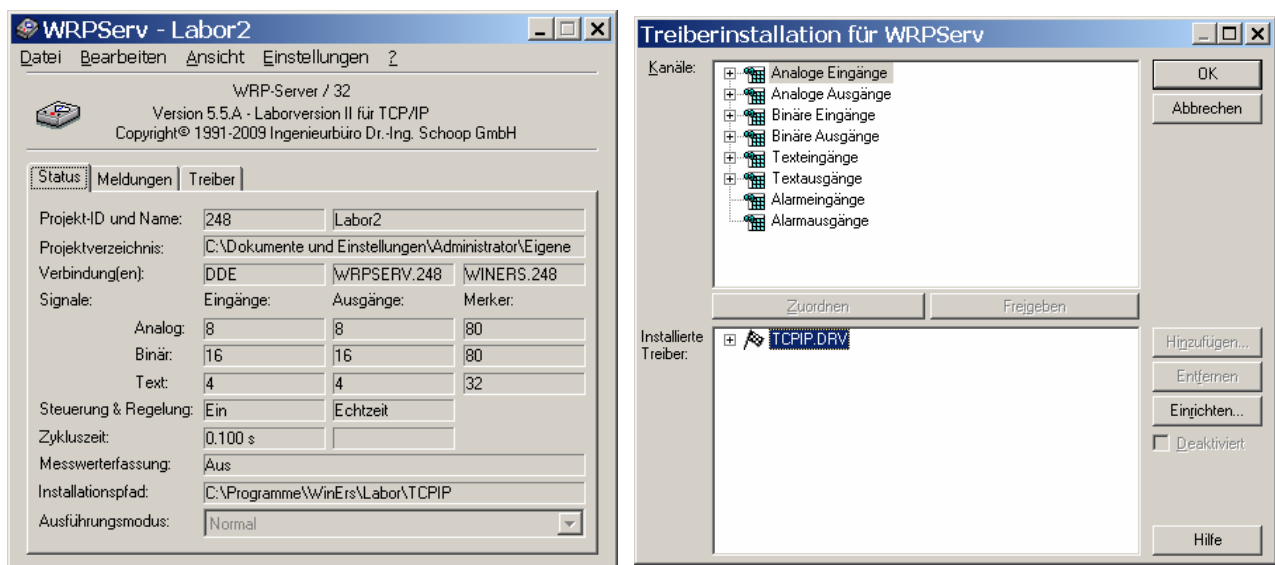 WRPServ - Labor2
Datei Bearbeiten Ansicht Einstellungen ?
WRP-Server / 32
Version 5.5.A - Laborversion II für TCP/IP
Copyright© 1991-2009 Ingenieurbüro Dr.-Ing. Schoop GmbH
Status Meldungen Treiber
Projekt-ID und Name: 248 Labor2
Projektverzeichnis: C:\Dokumente und Einstellungen\Administrator\Eigene
Verbindung(en): DDE WRPSERV.248 WINERS.248
Signale: Eingänge: Ausgänge: Merker:
Analog: 8 8 80
Binär: 16 16 80
Text: 4 4 32
Steuerung & Regelung: Ein Echtzeit
Zykluszeit: 0.100 s
Messwerterfassung: Aus
Installationspfad: C:\Programme\WinErs\Labor\TCPIP
Ausführungsmodus: Normal
Treiberinstallation für WRPServ
Kanäle:
Analoge Eingänge
Analoge Ausgänge
Binäre Eingänge
Binäre Ausgänge
Texteingänge
Textausgänge
Alarmeingänge
Alarmausgänge
OK
Abbrechen
Zuordnen Freigeben
Installierte
Treiber:
TCPIP.DRV
Hinzufügen...
Entfernen
Einrichten...
Deaktiviert
Hilfe